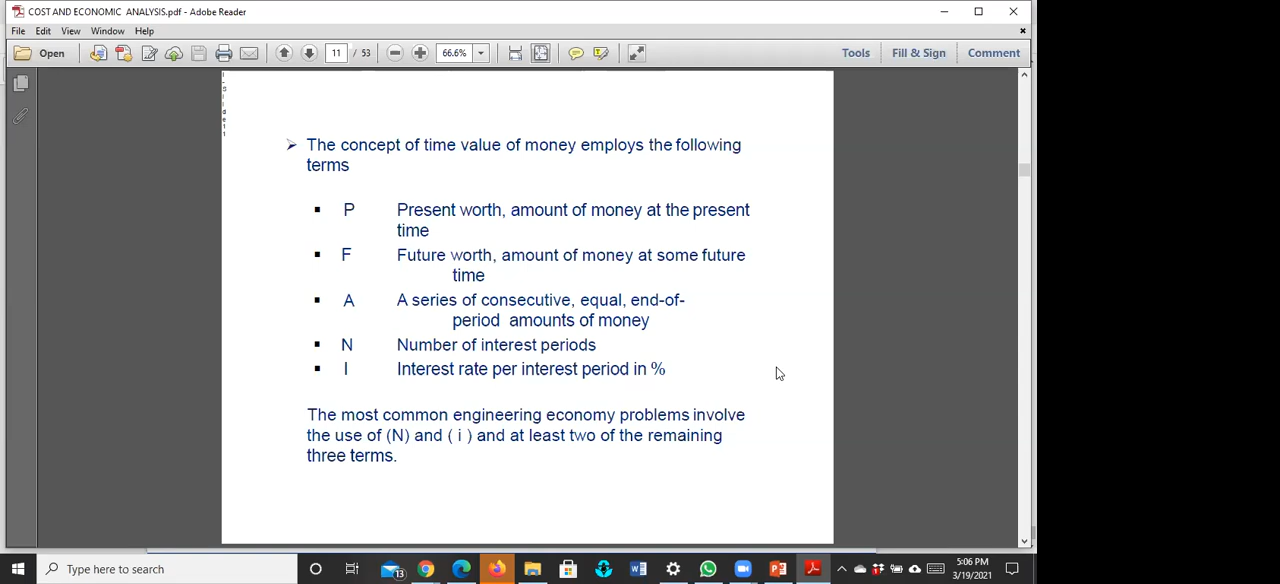 COST AND ECONOMIC ANALYSIS.pdf - Adobe Reader
File Edit View Window Help
Open 11 / 53 66.6% Tools Fill & Sign Comment
The concept of time value of money employs the following
terms
P Present worth, amount of money at the present
time
F Future worth, amount of money at some future
time
A A series of consecutive, equal, end-of-
period amounts of money
N Number of interest periods
I Interest rate per interest period in %
The most common engineering economy problems involve
the use of (N) and ( i ) and at least two of the remaining
three terms.
Type here to search
13
5:06 PM
3/19/2021